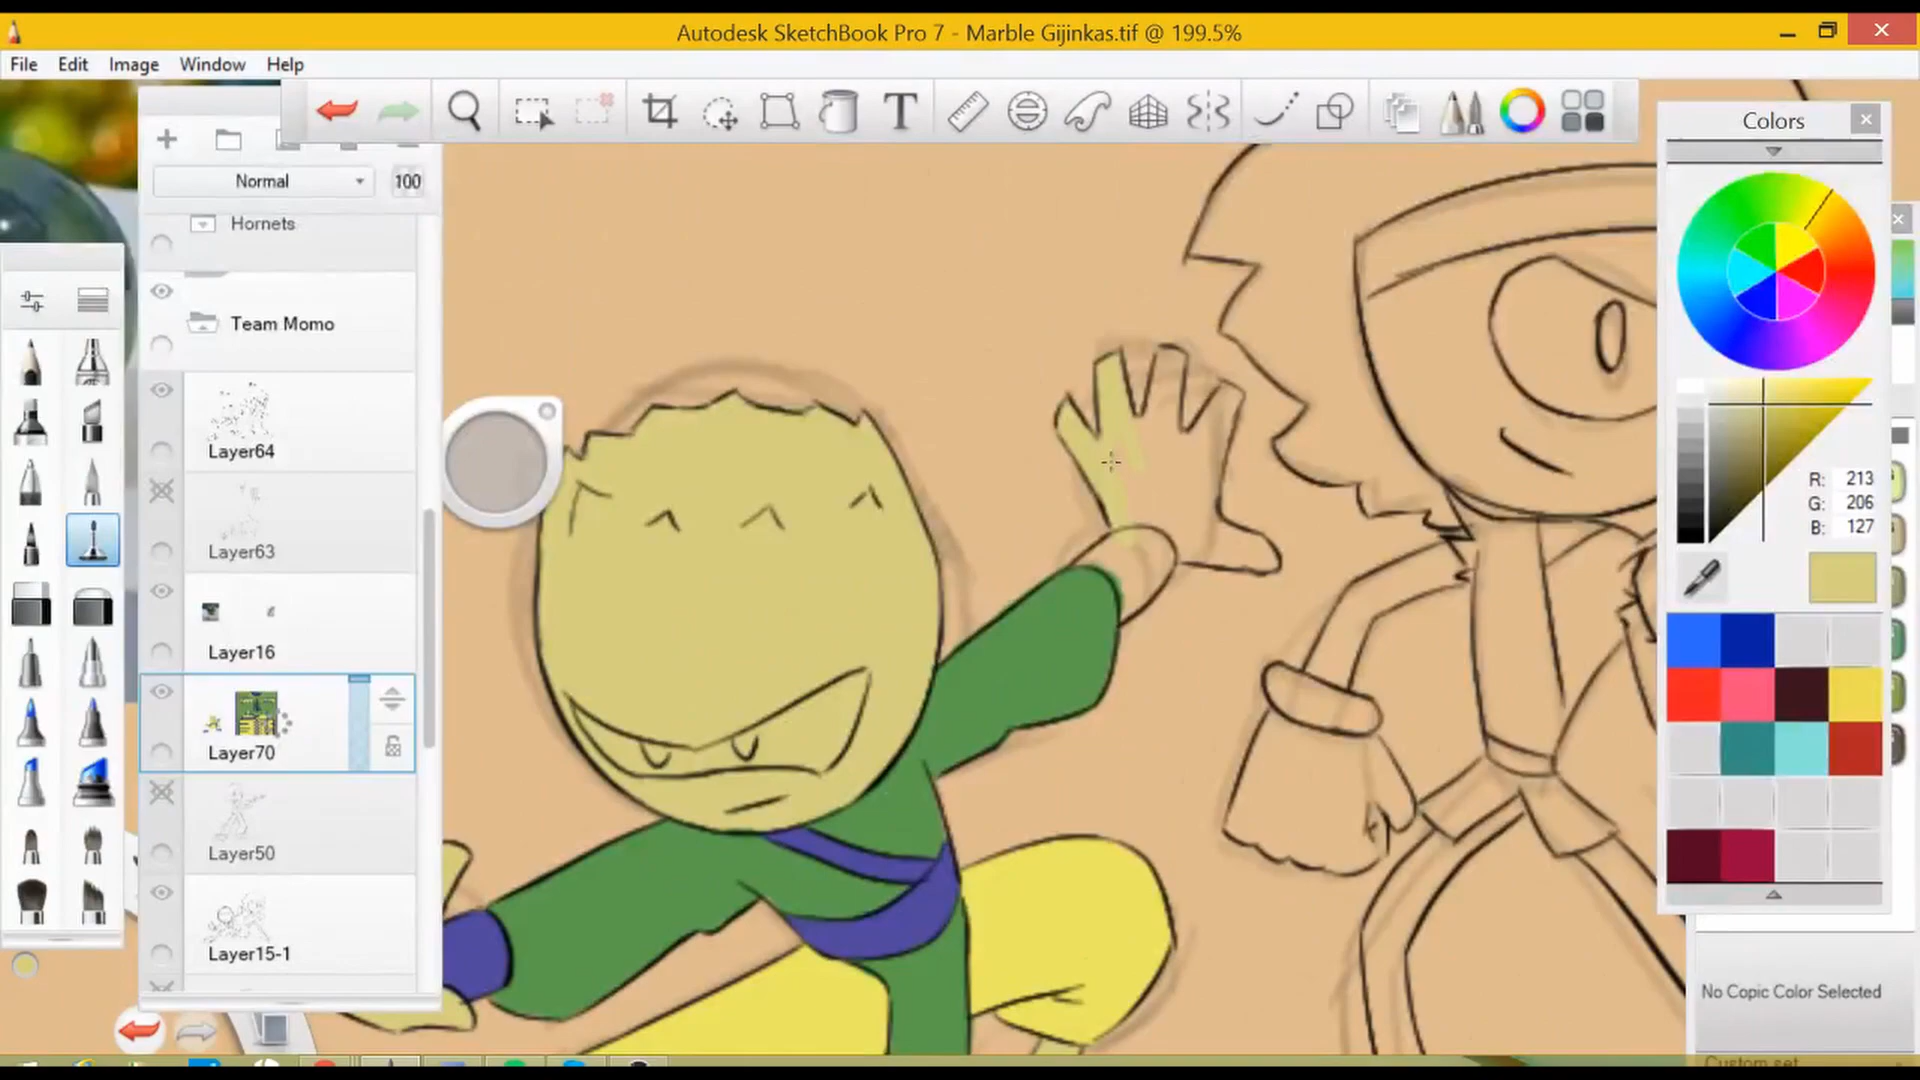 Autodesk SketchBook Pro 7 - Marble Gijinkas.tif @ 199.5%
File Edit Image Window Help
T
Colors
Normal 100
Hornets
Team Momo
Layer64
Layer63
Layer16
Layer70
Layer50
Layer15-1
R: 213
G: 206
B: 127
No Copic Color Selected
Custom set